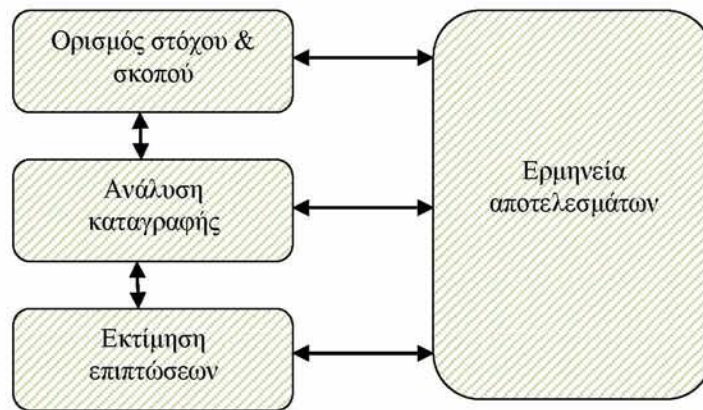 Ορισμός στόχου &
σκοπού
Ανάλυση
καταγραφής
Εκτίμηση
επιπτώσεων
Ερμηνεία
αποτελεσμάτων